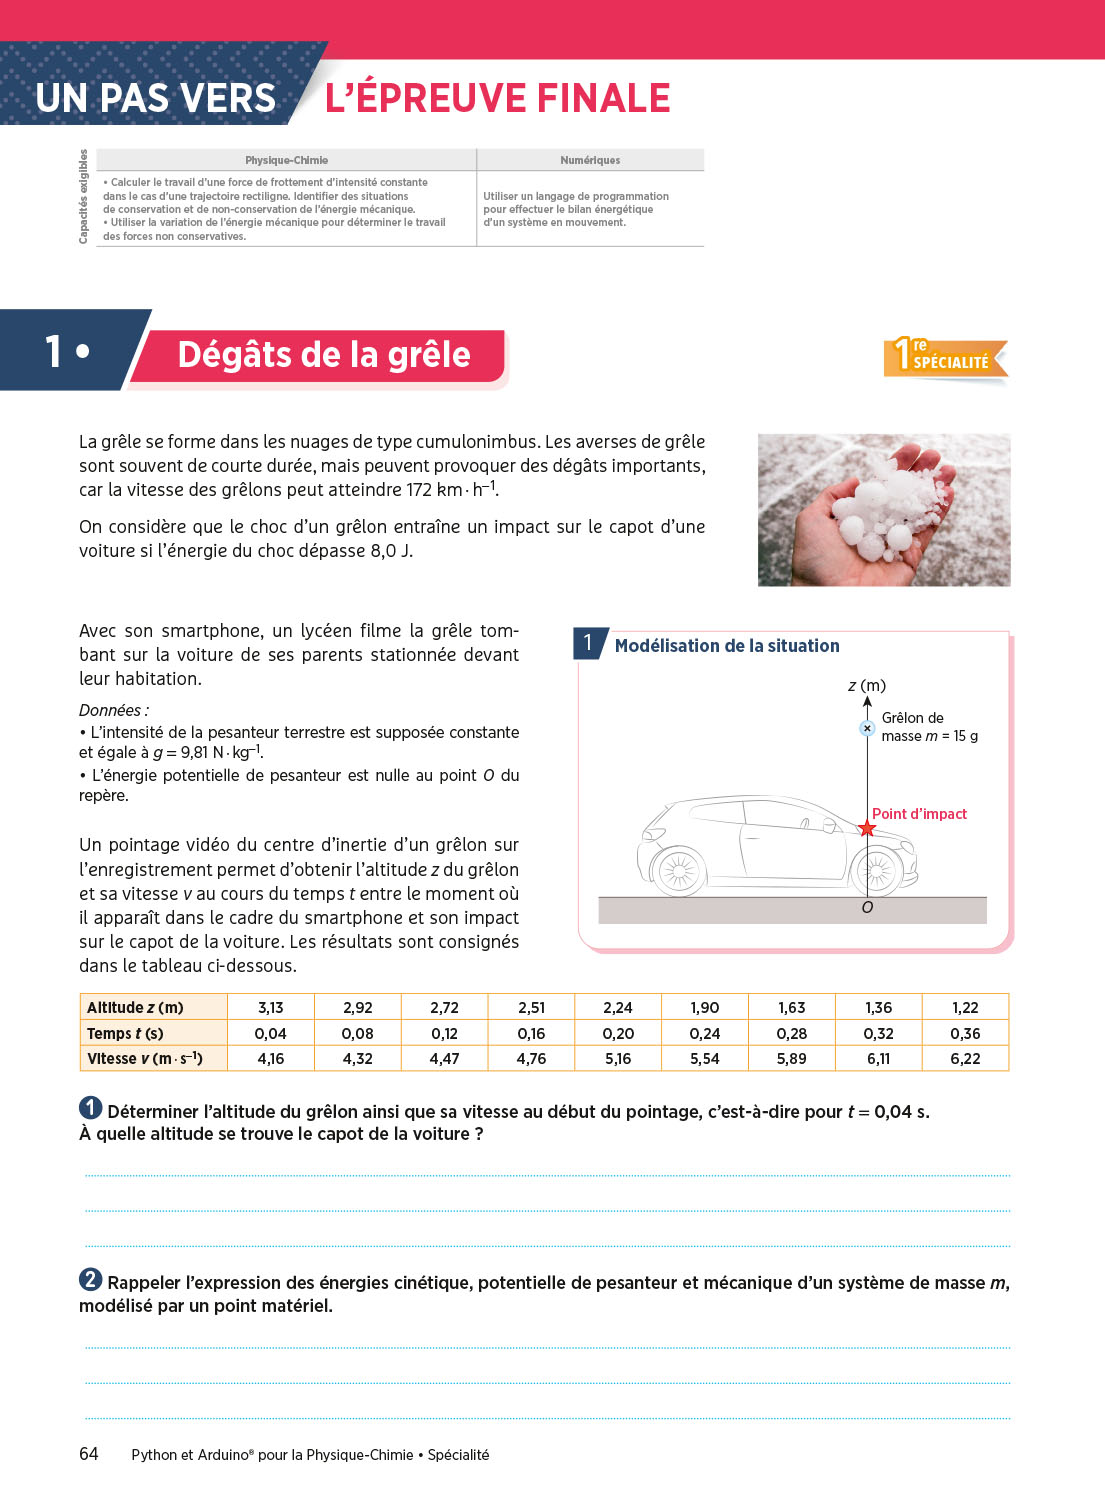 UN PAS VERS L'ÉPREUVE FINALE
Capacités exigibles
Physique-Chimie
Numériques
• Calculer le travail d'une force de frottement d'intensité constante
dans le cas d'une trajectoire rectiligne. Identifier des situations
de conservation et de non-conservation de l'énergie mécanique.
• Utiliser la variation de l'énergie mécanique pour déterminer le travail
des forces non conservatives.
Utiliser un langage de programmation
pour effectuer le bilan énergétique
d'un système en mouvement.
1 • Dégâts de la grêle
1re SPÉCIALITÉ
La grêle se forme dans les nuages de type cumulonimbus. Les averses de grêle
sont souvent de courte durée, mais peuvent provoquer des dégâts importants,
car la vitesse des grêlons peut atteindre 172 km·h⁻¹.
On considère que le choc d'un grêlon entraîne un impact sur le capot d'une
voiture si l'énergie du choc dépasse 8,0 J.
Avec son smartphone, un lycéen filme la grêle tom-
bant sur la voiture de ses parents stationnée devant
leur habitation.
Données :
• L'intensité de la pesanteur terrestre est supposée constante
et égale à g = 9,81 N·kg⁻¹.
• L'énergie potentielle de pesanteur est nulle au point O du
repère.
Un pointage vidéo du centre d'inertie d'un grêlon sur
l'enregistrement permet d'obtenir l'altitude z du grêlon
et sa vitesse v au cours du temps t entre le moment où
il apparaît dans le cadre du smartphone et son impact
sur le capot de la voiture. Les résultats sont consignés
dans le tableau ci-dessous.
1 Modélisation de la situation
z (m)
Grêlon de
masse m = 15 g
Point d'impact
O
Altitude z (m) 3,13 2,92 2,72 2,51 2,24 1,90 1,63 1,36 1,22
Temps t (s) 0,04 0,08 0,12 0,16 0,20 0,24 0,28 0,32 0,36
Vitesse v (m·s⁻¹) 4,16 4,32 4,47 4,76 5,16 5,54 5,89 6,11 6,22
1 Déterminer l'altitude du grêlon ainsi que sa vitesse au début du pointage, c'est-à-dire pour t = 0,04 s.
À quelle altitude se trouve le capot de la voiture ?
2 Rappeler l'expression des énergies cinétique, potentielle de pesanteur et mécanique d'un système de masse m,
modélisé par un point matériel.
64 Python et Arduino® pour la Physique-Chimie • Spécialité